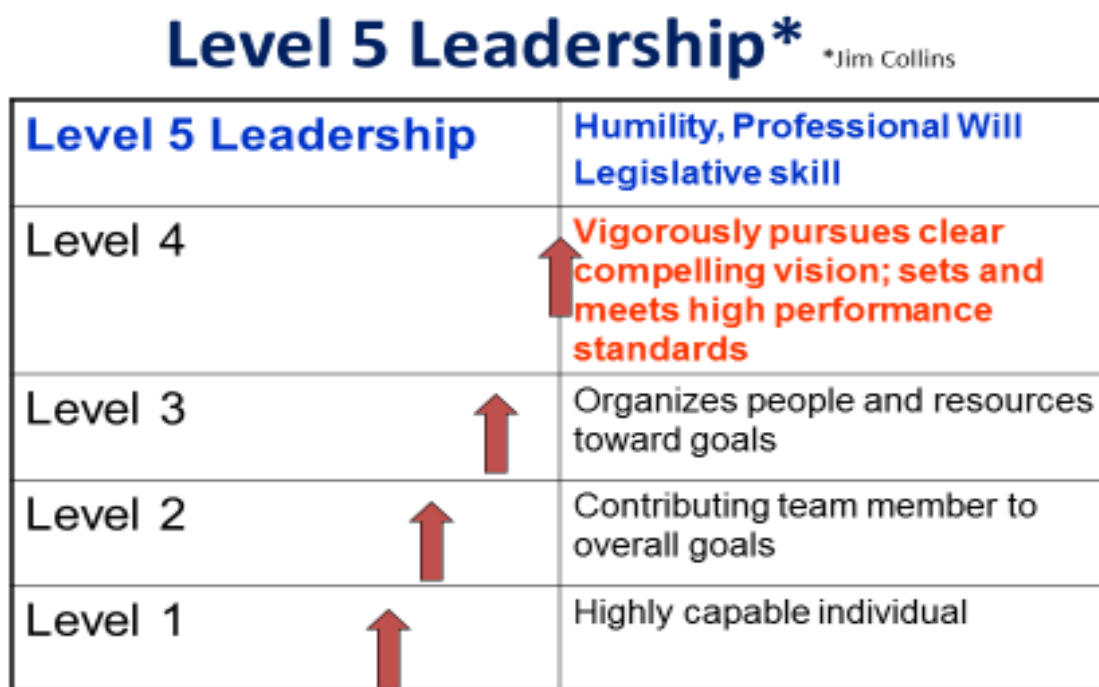 Level 5 Leadership* *Jim Collins
Level 5 Leadership
Humility, Professional Will
Legislative skill
Level 4
Vigorously pursues clear
compelling vision; sets and
meets high performance
standards
Level 3
Organizes people and resources
toward goals
Level 2
Contributing team member to
overall goals
Level 1
Highly capable individual